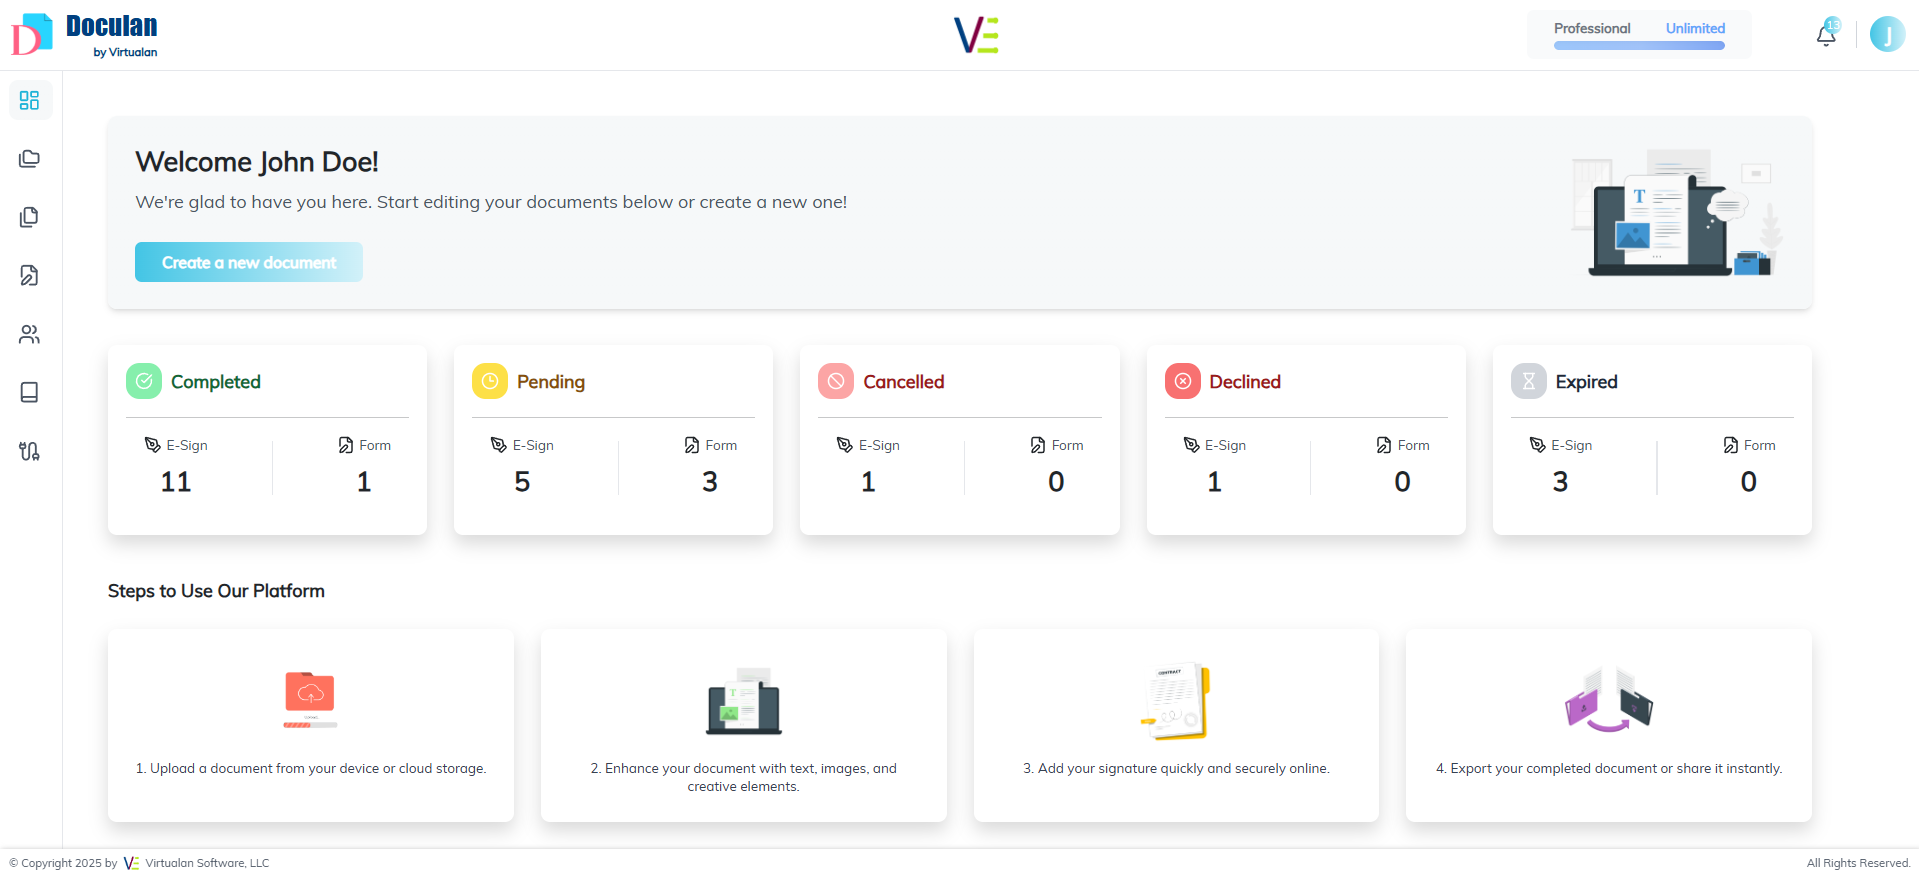 Doculan
by Virtualan
VE
Professional Unlimited
13
J
Welcome John Doe!
We're glad to have you here. Start editing your documents below or create a new one!
Create a new document
T
Completed
E-Sign Form
11 1
Pending
E-Sign Form
5 3
Cancelled
E-Sign Form
1 0
Declined
E-Sign Form
1 0
Expired
E-Sign Form
3 0
Steps to Use Our Platform
1. Upload a document from your device or cloud storage.
T
2. Enhance your document with text, images, and
creative elements.
CONTRACT
3. Add your signature quickly and securely online.
4. Export your completed document or share it instantly.
© Copyright 2025 by VE Virtualan Software, LLC
All Rights Reserved.